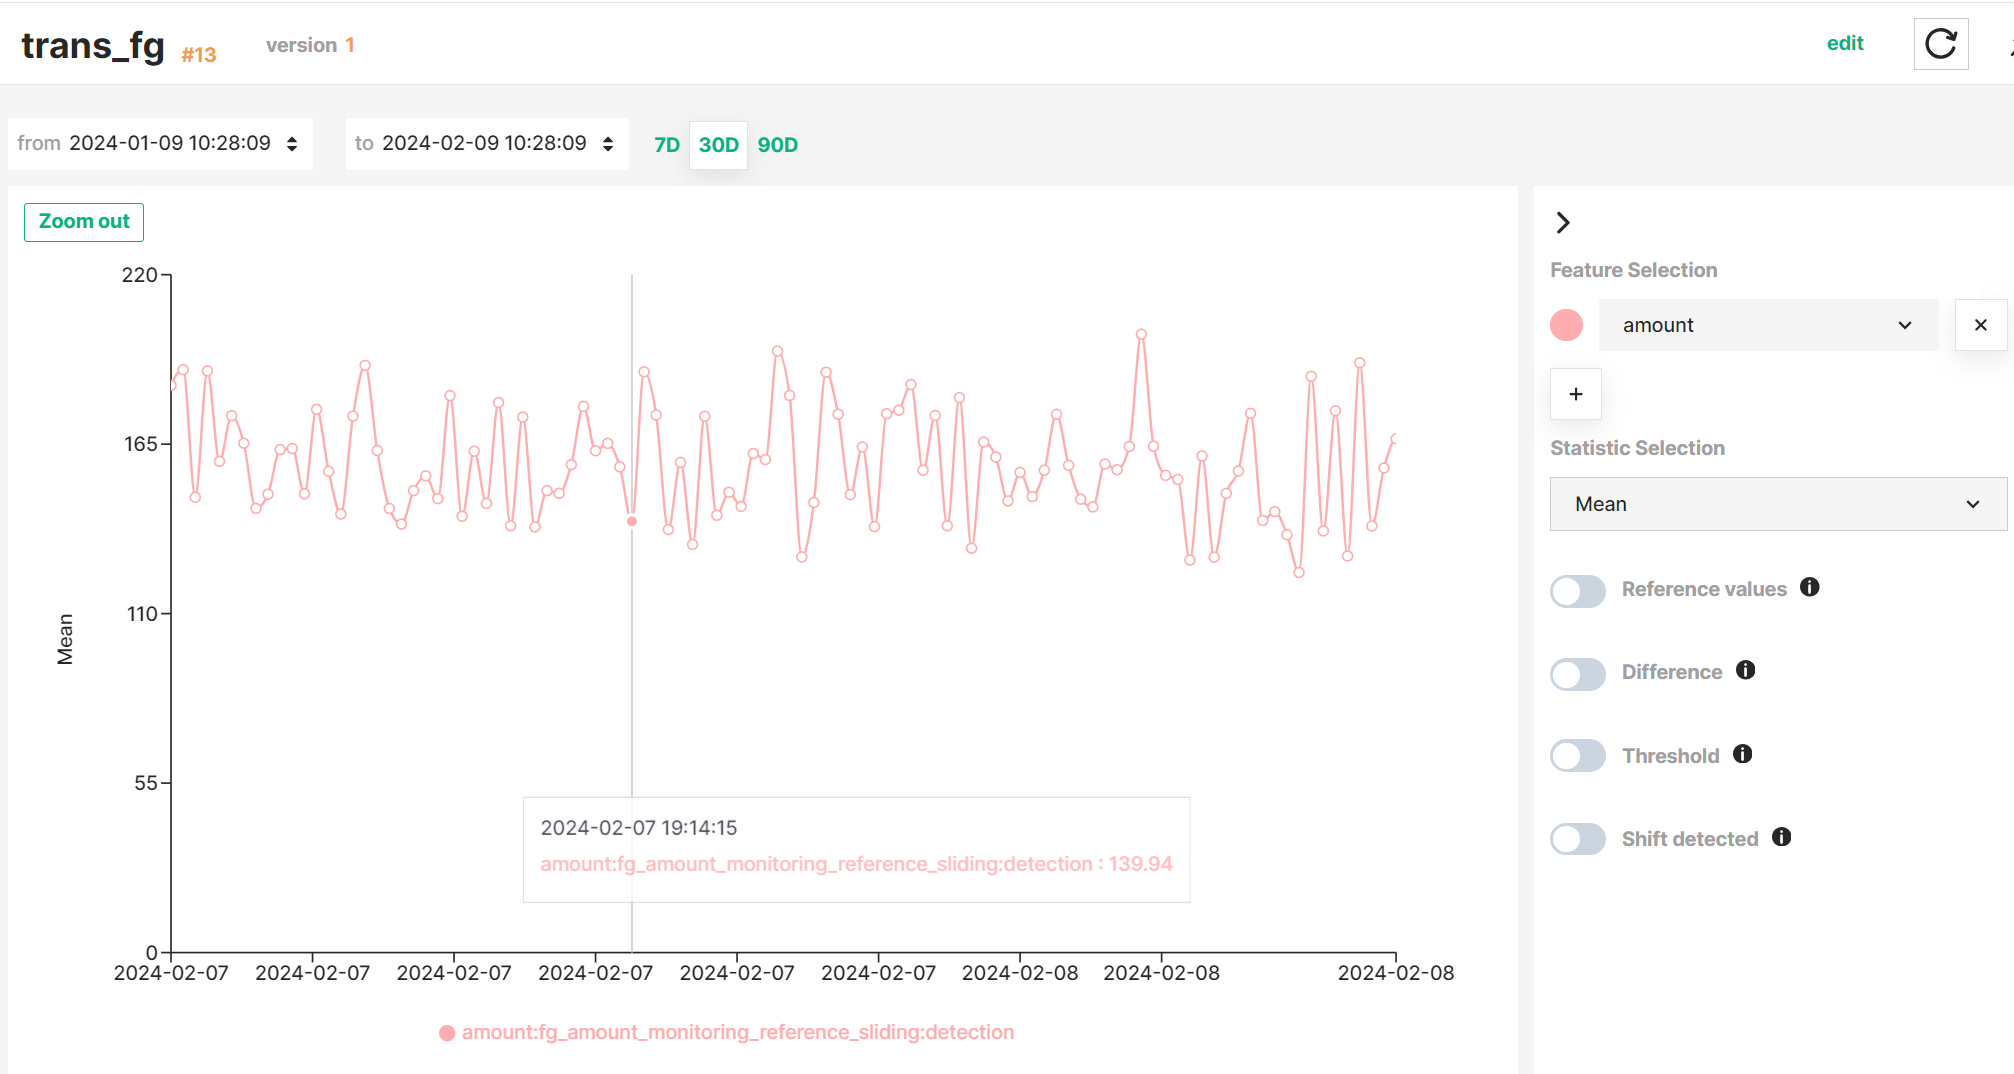 trans_fg #13 version 1 edit
from 2024-01-09 10:28:09 to 2024-02-09 10:28:09 7D 30D 90D
Zoom out
Feature Selection
amount
+
Statistic Selection
Mean
Reference values
Difference
Threshold
Shift detected
220
165
110
55
0
Mean
2024-02-07 19:14:15
amount:fg_amount_monitoring_reference_sliding:detection : 139.94
2024-02-07 2024-02-07 2024-02-07 2024-02-07 2024-02-07 2024-02-07 2024-02-08 2024-02-08 2024-02-08
amount:fg_amount_monitoring_reference_sliding:detection